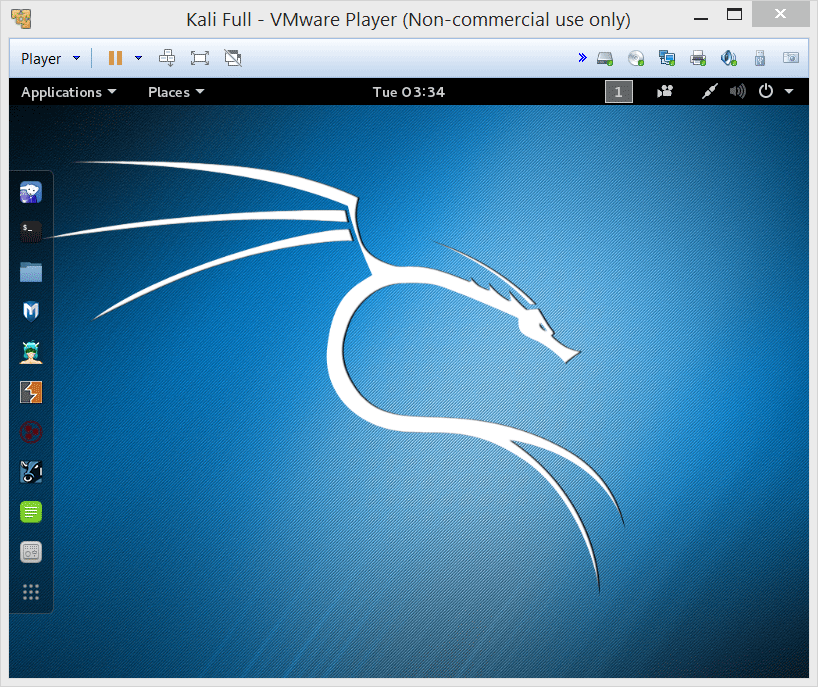 Kali Full - VMware Player (Non-commercial use only)
Player
Applications Places Tue 03:34 1
$_